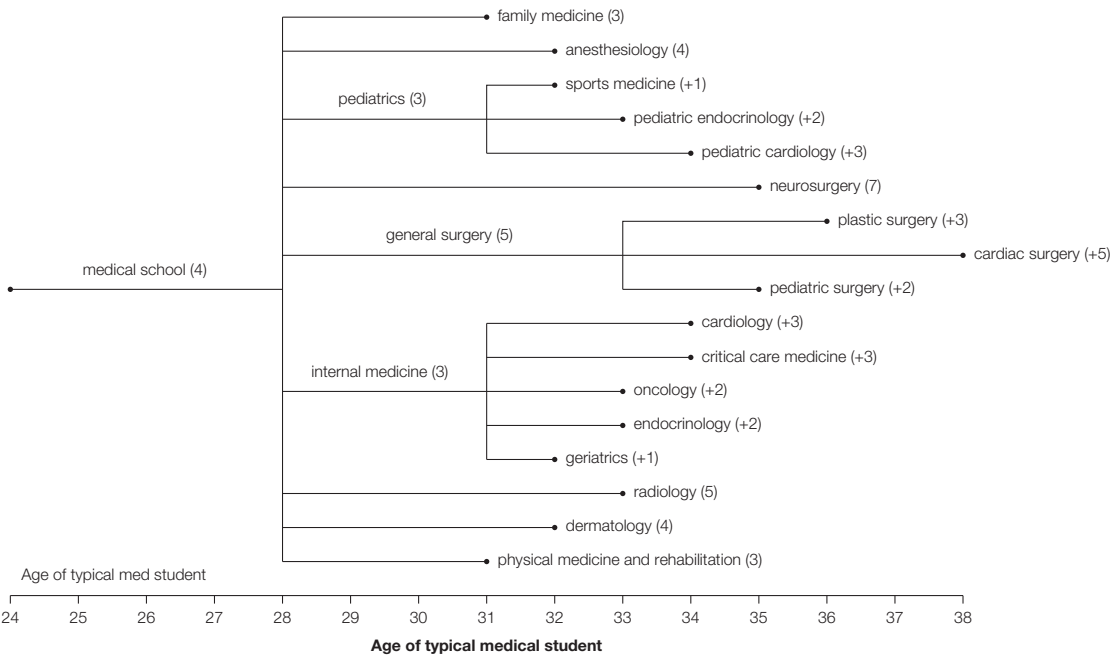 family medicine (3)
anesthesiology (4)
sports medicine (+1)
pediatrics (3)
pediatric endocrinology (+2)
pediatric cardiology (+3)
neurosurgery (7)
plastic surgery (+3)
general surgery (5)
cardiac surgery (+5)
medical school (4)
pediatric surgery (+2)
cardiology (+3)
critical care medicine (+3)
internal medicine (3)
oncology (+2)
endocrinology (+2)
geriatrics (+1)
radiology (5)
dermatology (4)
physical medicine and rehabilitation (3)
Age of typical med student
24 25 26 27 28 29 30 31 32 33 34 35 36 37 38
Age of typical medical student